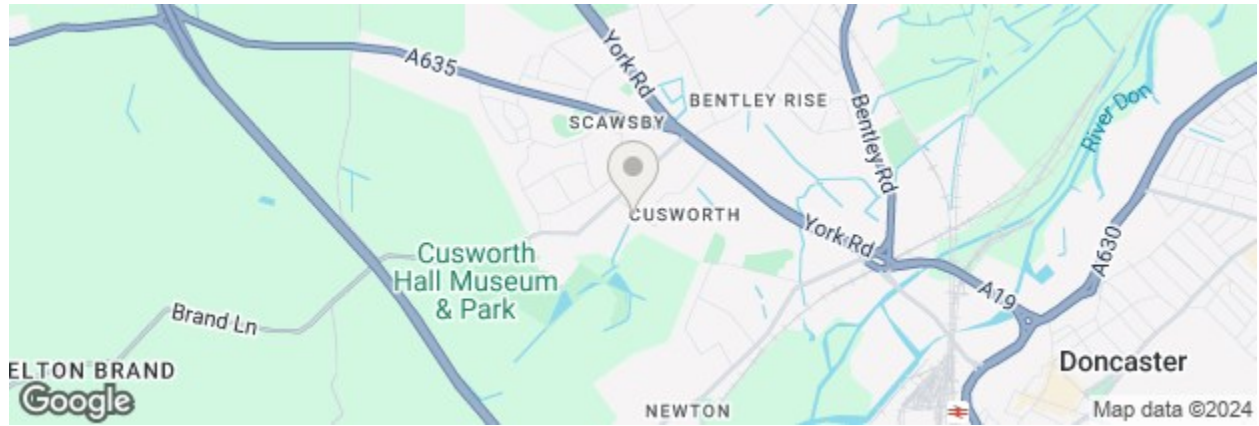 A635
York Rd
BENTLEY RISE
SCAWSBY
Bentley Rd
River Don
CUSWORTH
York Rd
A630
Cusworth
Hall Museum
& Park
A19
Brand Ln
ELTON BRAND
Doncaster
Google
NEWTON
Map data ©2024